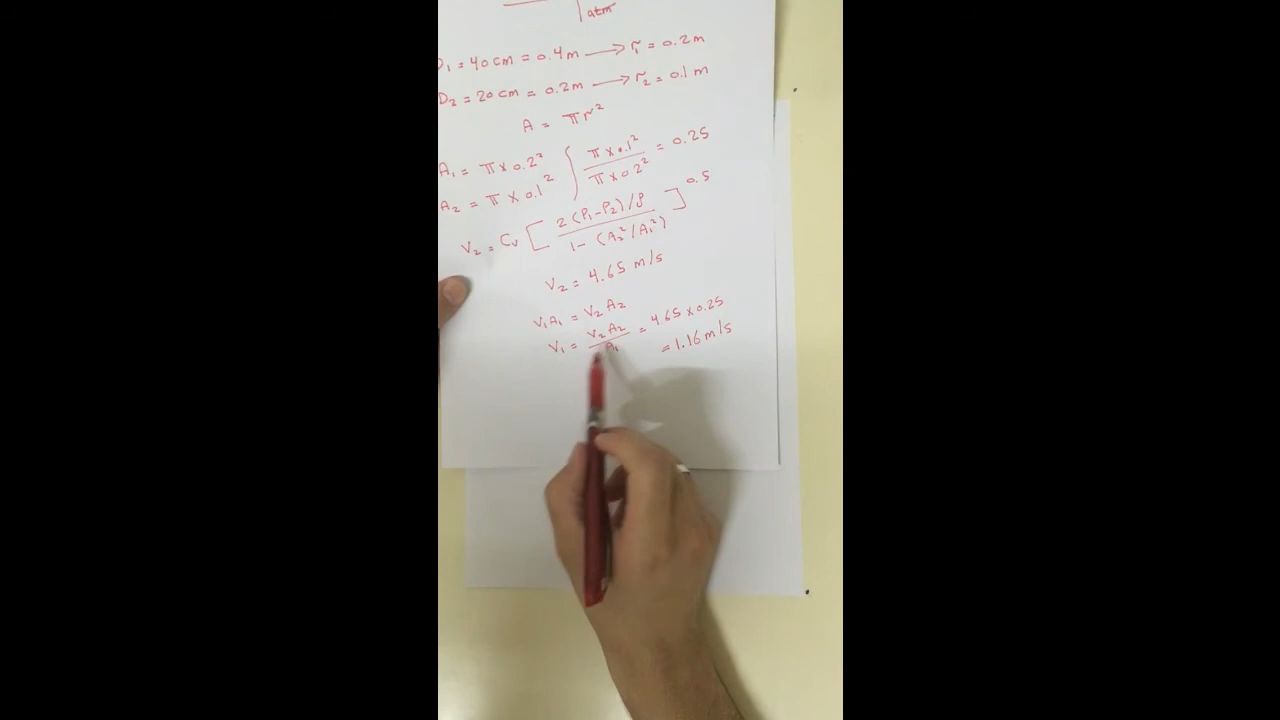 atm
D₁ = 40 cm = 0.4 m → r₁ = 0.2 m
D₂ = 20 cm = 0.2 m → r₂ = 0.1 m
A = πr²
A₁ = π × 0.2²
A₂ = π × 0.1²
π × 0.1² / π × 0.2² = 0.25
V₂ = Cᵥ [ 2 (P₁-P₂)/ρ / 1 - (A₂²/A₁²) ]^0.5
V₂ = 4.65 m/s
V₁A₁ = V₂A₂
V₁ = V₂A₂ / A₁ = 4.65 × 0.25
= 1.16 m/s